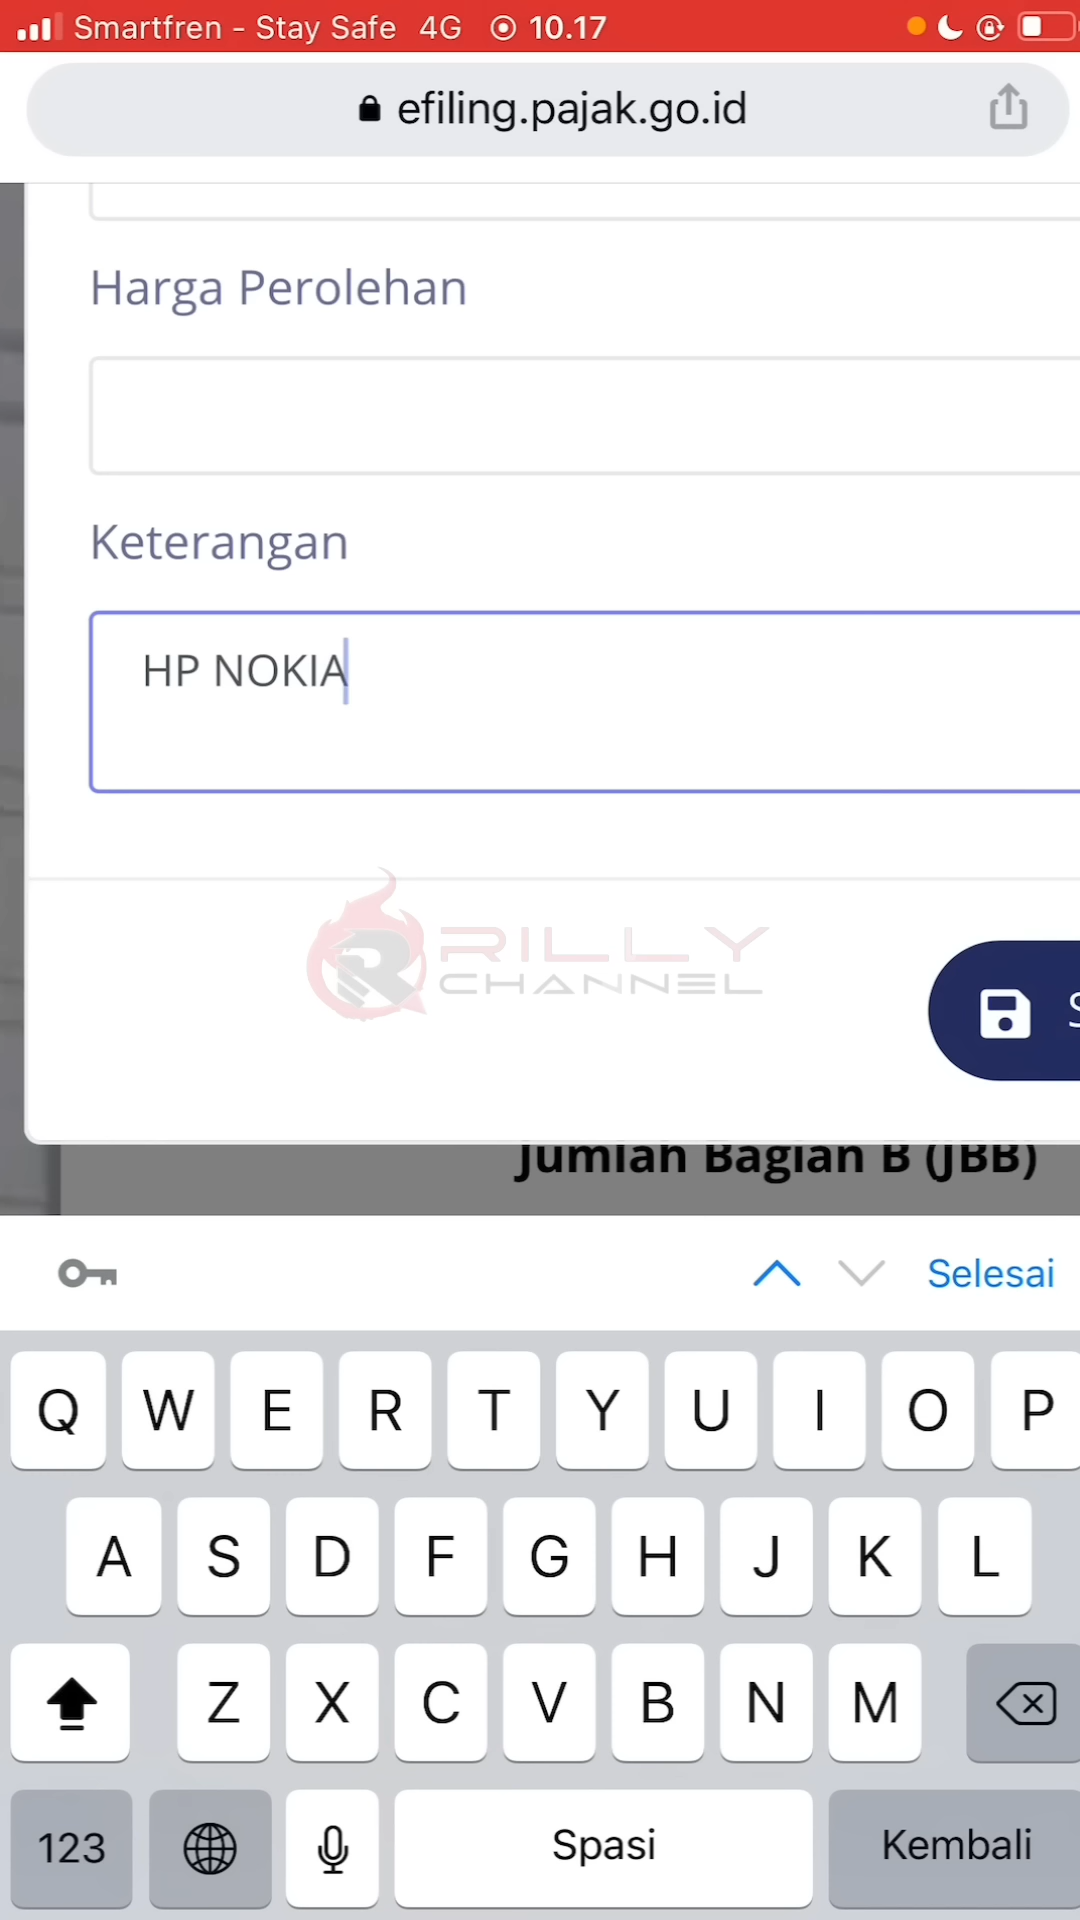 Smartfren - Stay Safe 4G 10.17
efiling.pajak.go.id
Harga Perolehan
Keterangan
HP NOKIA
RILLY
CHANNEL
S
Jumlah Bagian B (JBB)
Selesai
Q W E R T Y U I O P
A S D F G H J K L
Z X C V B N M
123 Spasi Kembali